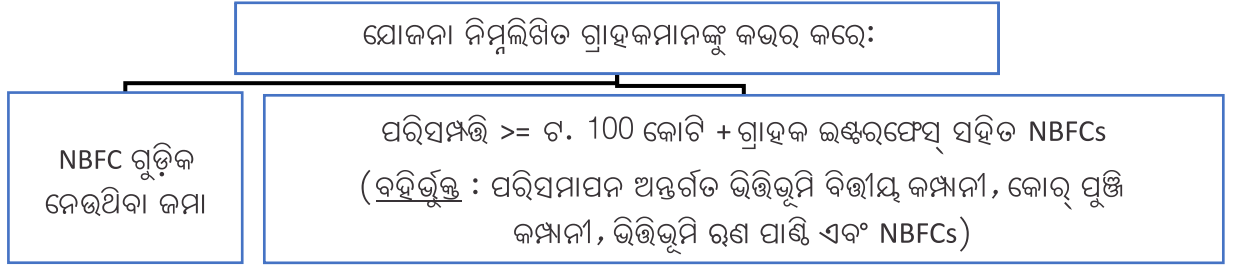 ଯୋଜନା ନିମ୍ନଲିଖିତ ଗ୍ରାହକମାନଙ୍କୁ କଭର କରେ:
NBFC ଗୁଡ଼ିକ
ନେଉଥିବା ଜମା
ପରିସମ୍ପତ୍ତି >= ଟ. 100 କୋଟି + ଗ୍ରାହକ ଇଣ୍ଟରଫେସ୍ ସହିତ NBFCs
(ବହିର୍ଭୁକ୍ତ : ପରିସମାପନ ଅନ୍ତର୍ଗତ ଭିତ୍ତିଭୂମି ବିତ୍ତୀୟ କମ୍ପାନୀ, କୋର୍ ପୁଞ୍ଜି
କମ୍ପାନୀ, ଭିତ୍ତିଭୂମି ଋଣ ପାଣ୍ଠି ଏବଂ NBFCs)